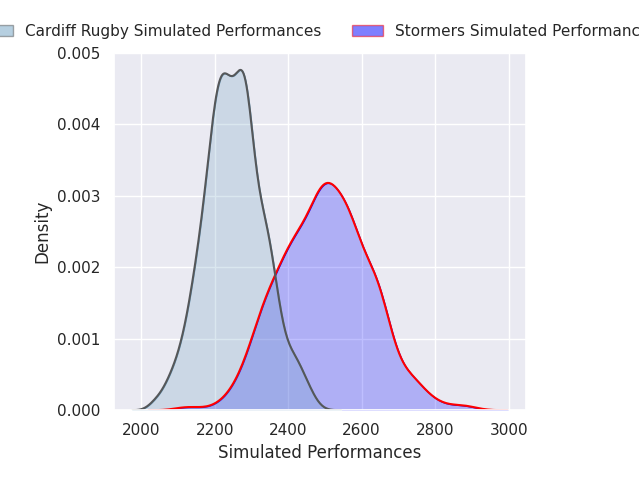 Cardiff Rugby Simulated Performances
Stormers Simulated
0.005
0.004
0.003
0.002
0.001
0.000
Density
2000 2200 2400 2600 2800 3000
Simulated Performances